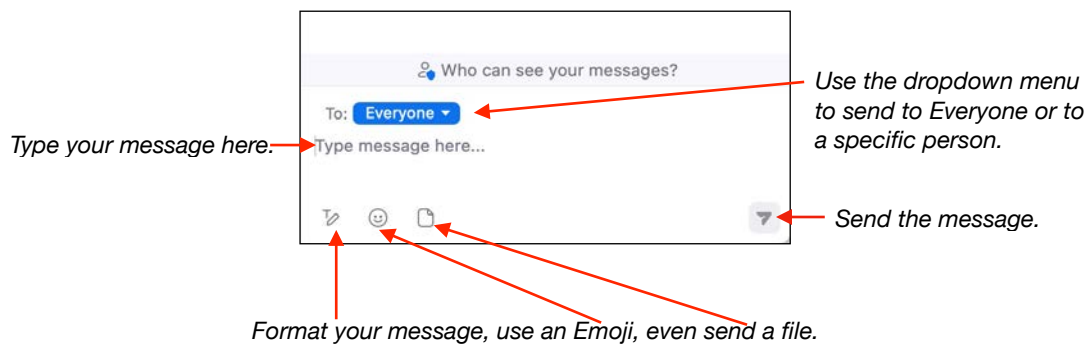 Who can see your messages?
Use the dropdown menu
to send to Everyone or to
a specific person.
To: Everyone
Type your message here.
Type message here...
Send the message.
Format your message, use an Emoji, even send a file.